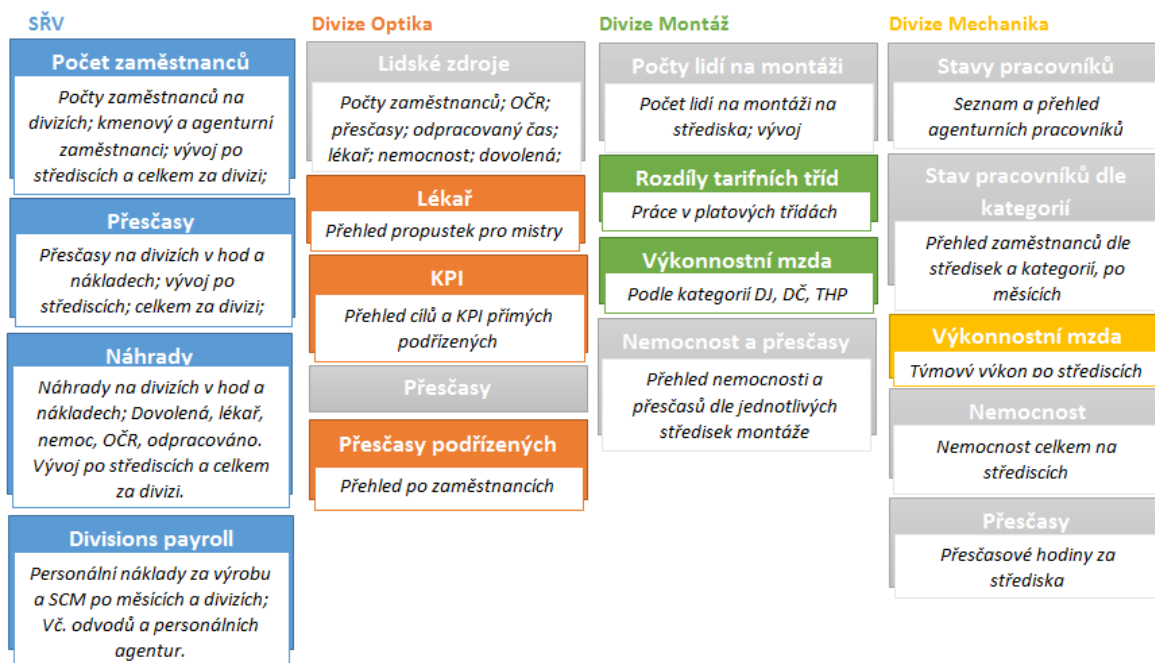 SŘV
Počet zaměstnanců
Počty zaměstnanců na
divizích; kmenový a agenturní
zaměstnanci; vývoj po
střediscích a celkem za divizi;
Přesčasy
Přesčasy na divizích v hod a
nákladech; vývoj po
střediscích; celkem za divizi;
Náhrady
Náhrady na divizích v hod a
nákladech; Dovolená, lékař,
nemoc, OČR, odpracováno.
Vývoj po střediscích a celkem
za divizi.
Divisions payroll
Personální náklady za výrobu
a SCM po měsících a divizích;
Vč. odvodů a personálních
agentur.
Divize Optika
Lidské zdroje
Počty zaměstnanců; OČR;
přesčasy; odpracovaný čas;
lékař; nemocnost; dovolená;
Lékař
Přehled propustek pro mistry
KPI
Přehled cílů a KPI přímých
podřízených
Přesčasy
Přesčasy podřízených
Přehled po zaměstnancích
Divize Montáž
Počty lidí na montáži
Počet lidí na montáži na
střediska; vývoj
Rozdíly tarifních tříd
Práce v platových třídách
Výkonnostní mzda
Podle kategorií DJ, DČ, THP
Nemocnost a přesčasy
Přehled nemocnosti a
přesčasů dle jednotlivých
středisek montáže
Divize Mechanika
Stavy pracovníků
Seznam a přehled
agenturních pracovníků
Stav pracovníků dle
kategorií
Přehled zaměstnanců dle
středisek a kategorií, po
měsících
Výkonnostní mzda
Týmový výkon po střediscích
Nemocnost
Nemocnost celkem na
střediscích
Přesčasy
Přesčasové hodiny za
střediska